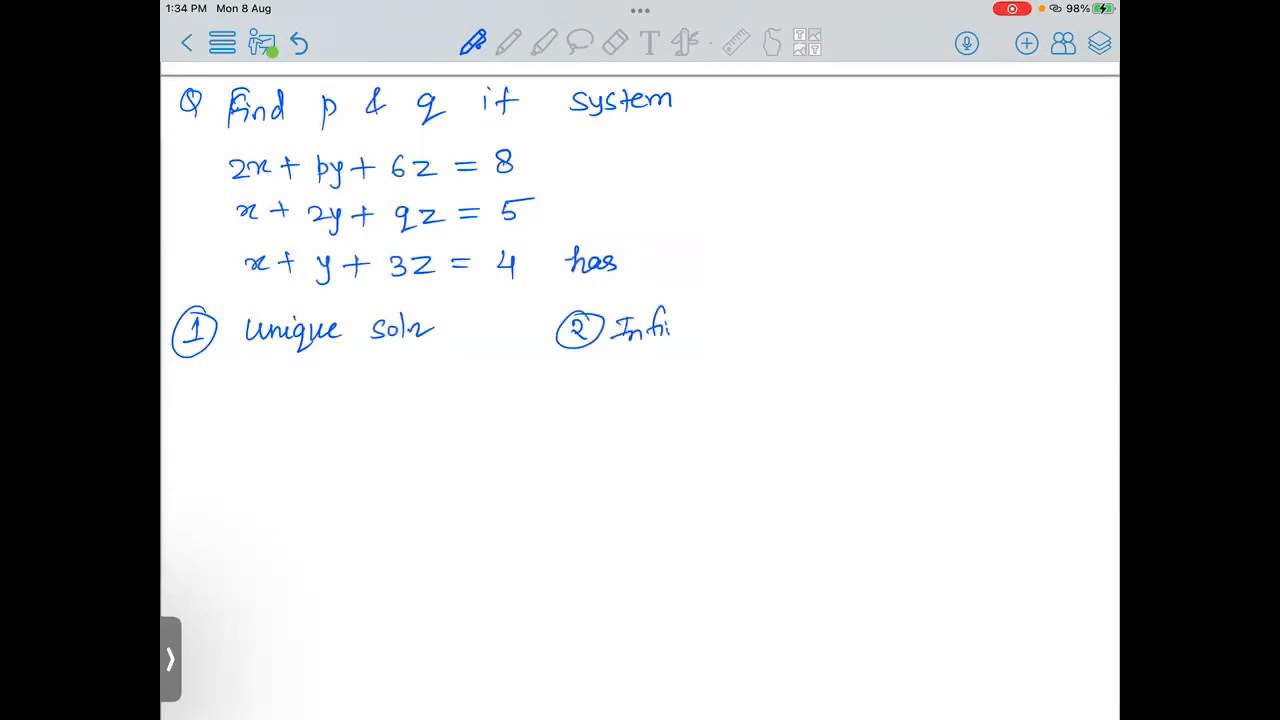 1:34 PM Mon 8 Aug
98%
Q Find p & q if system
2x + py + 6z = 8
x + 2y + qz = 5
x + y + 3z = 4 has
① unique soln ② Infi